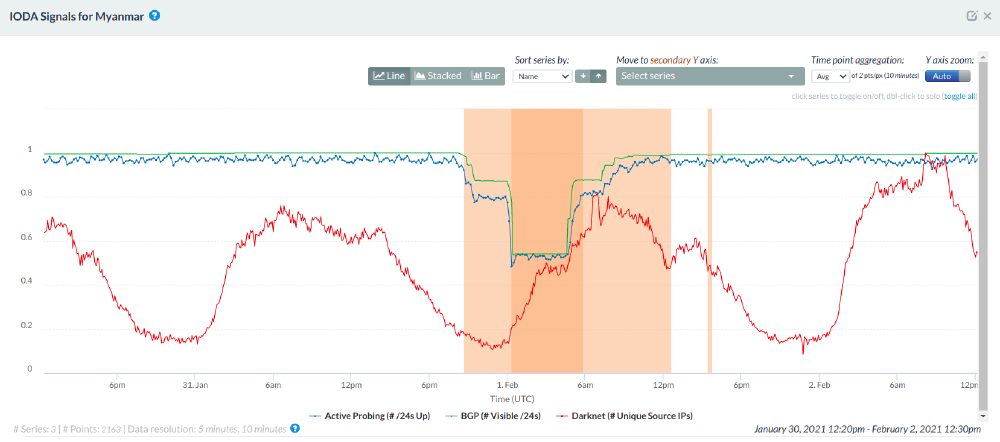 IODA Signals for Myanmar ?
Sort series by: Move to secondary Y axis: Time point aggregation: Y axis zoom:
Line Stacked Bar Name Select series Avg of 2 pts/px (10 minutes) Auto
click series to toggle on/off, dbl-click to solo [toggle all]
1
0.8
0.6
0.4
0.2
0
6pm 31. Jan 6am 12pm 6pm 1. Feb 6am 12pm 6pm 2. Feb 6am 12pm
Time (UTC)
Active Probing (# /24s Up) BGP (# Visible /24s) Darknet (# Unique Source IPs)
# Series: 3 | # Points: 2163 | Data resolution: 5 minutes, 10 minutes ? January 30, 2021 12:20pm - February 2, 2021 12:30pm